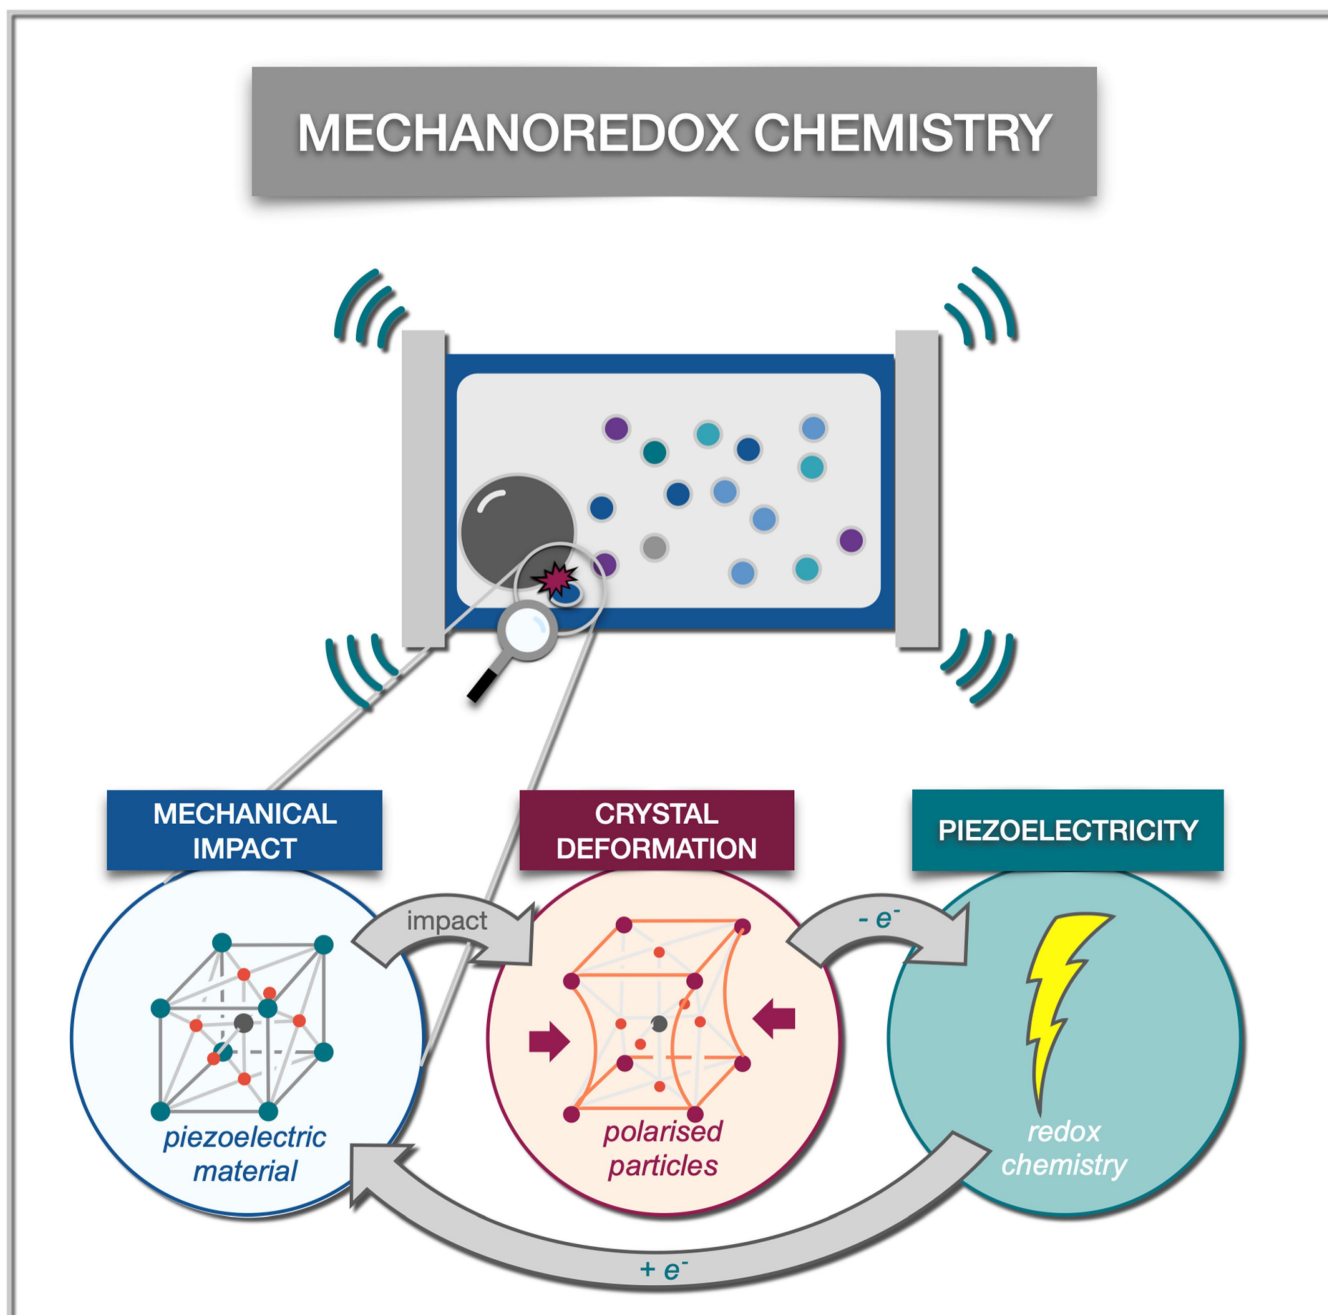 MECHANOREDOX CHEMISTRY
MECHANICAL
IMPACT
CRYSTAL
DEFORMATION
PIEZOELECTRICITY
impact
- e⁻
piezoelectric
material
polarised
particles
redox
chemistry
+ e⁻